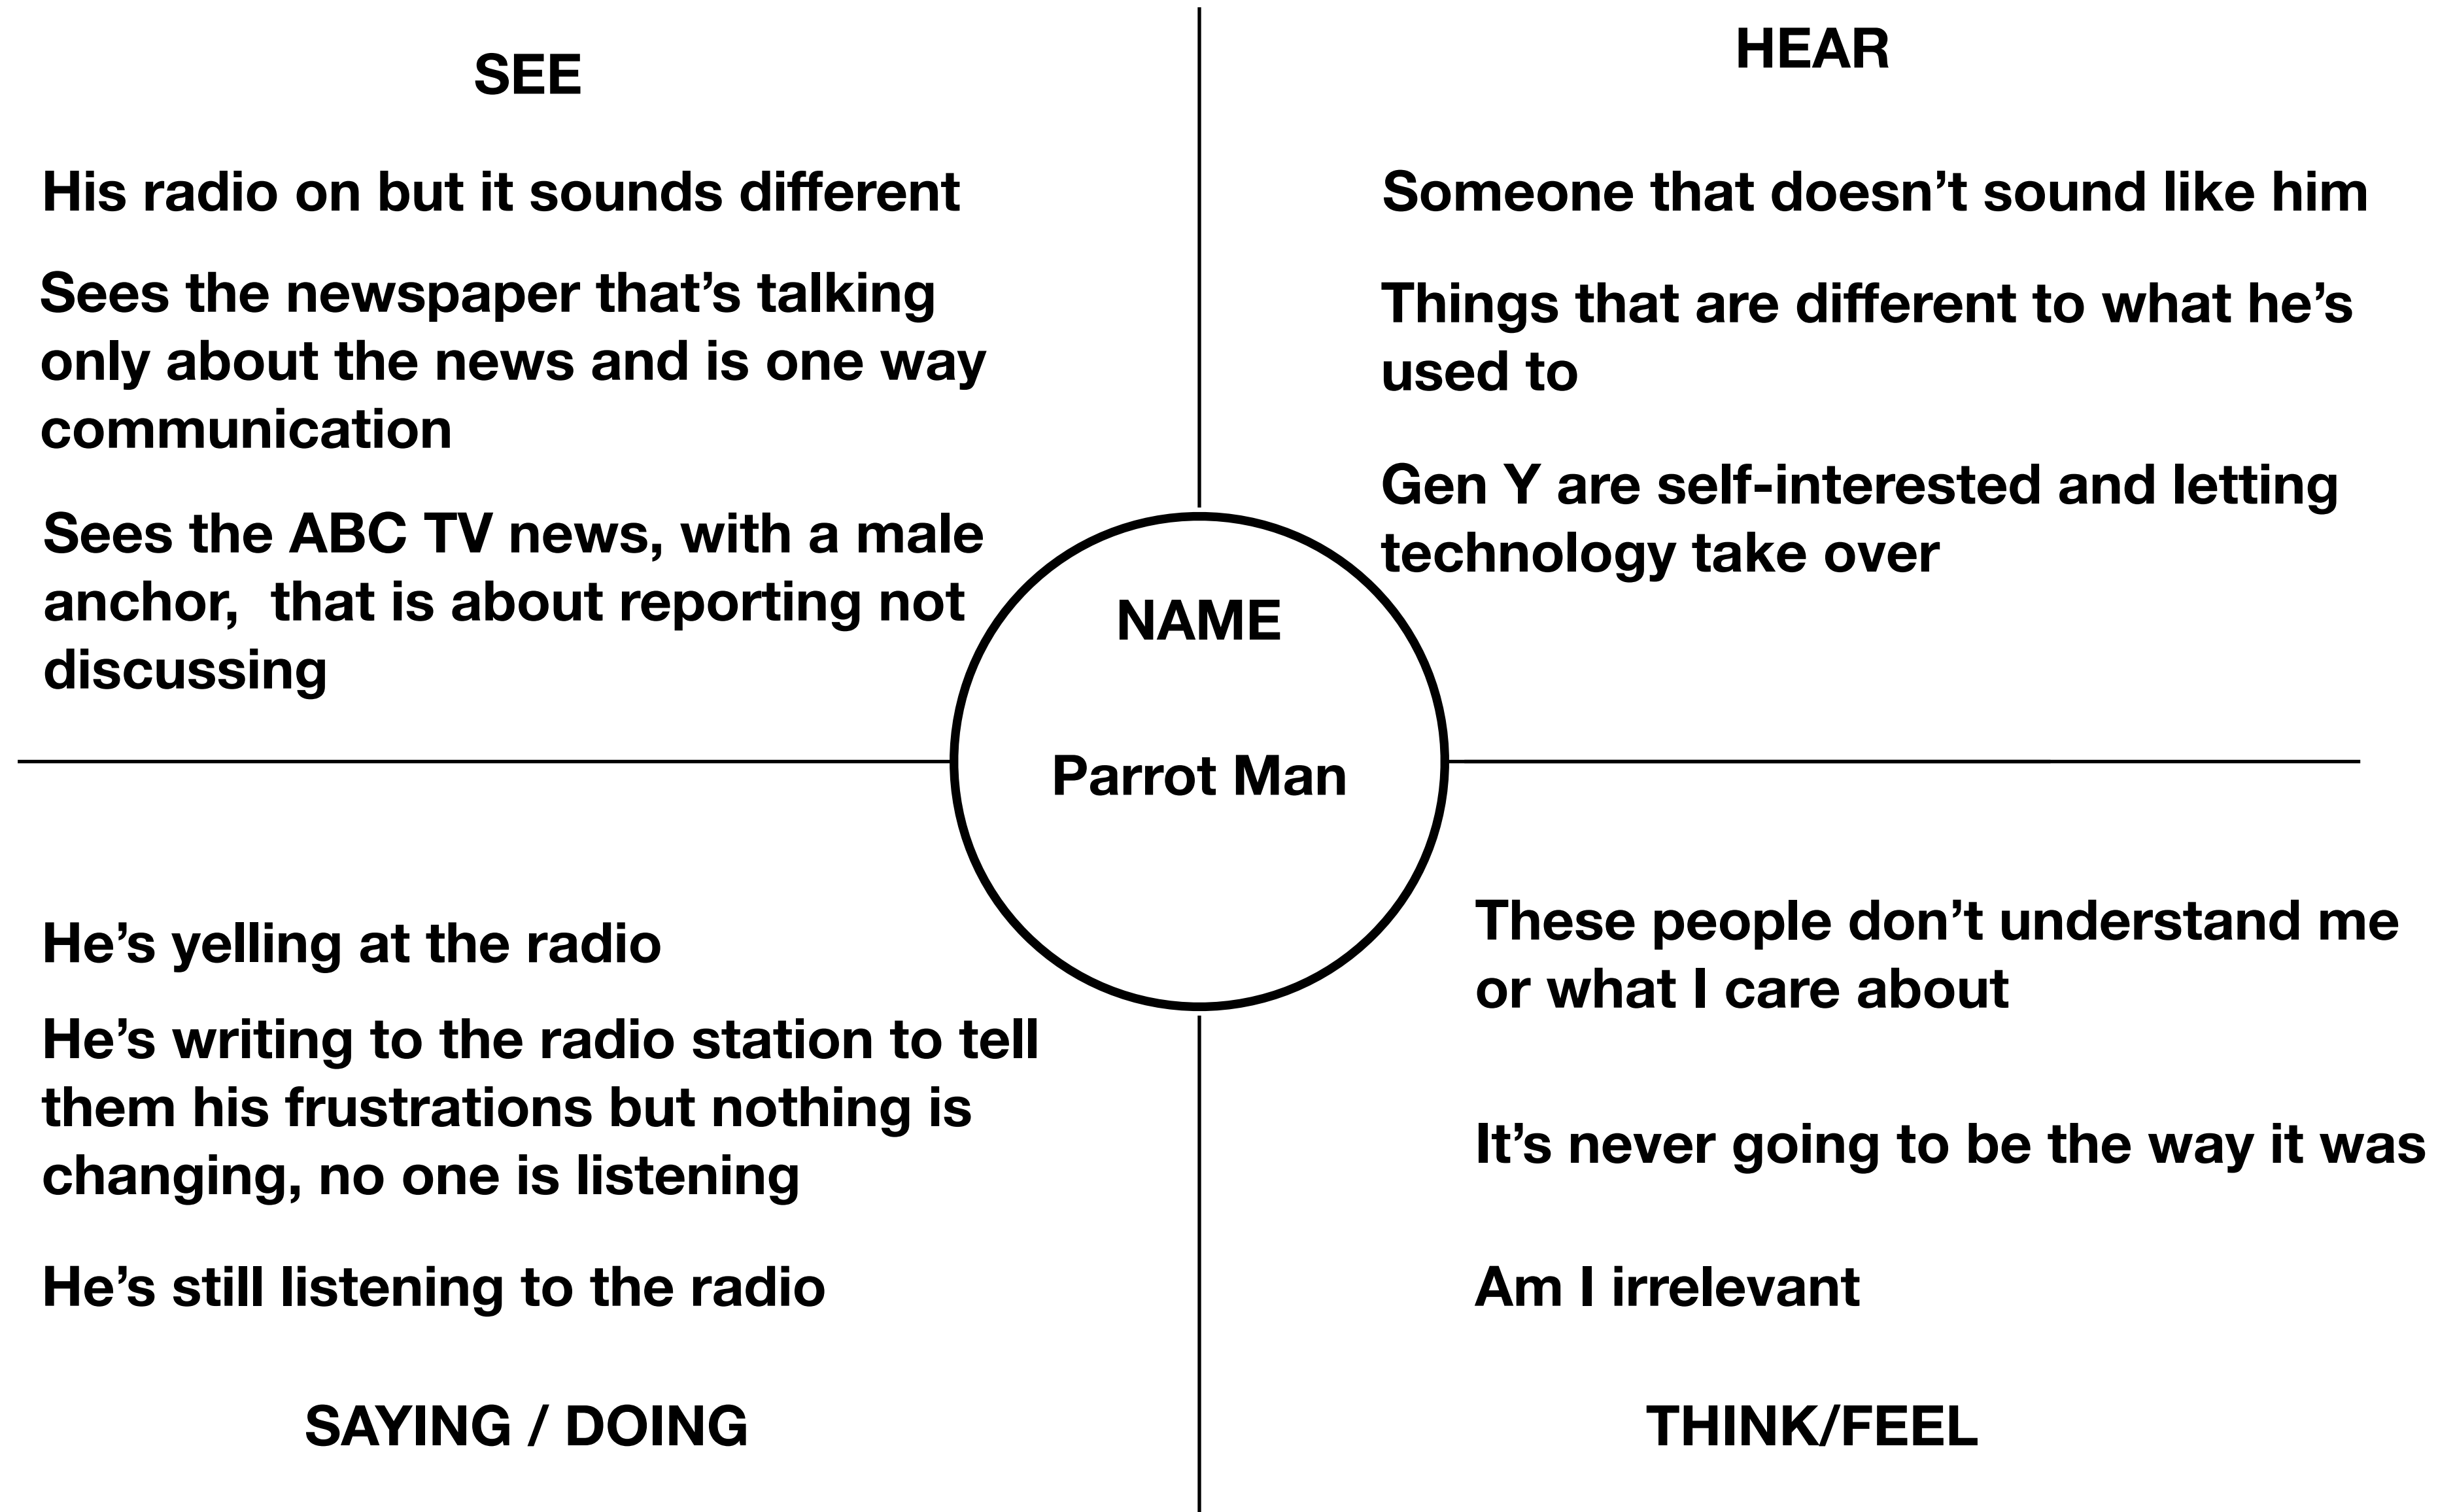 SEE
His radio on but it sounds different
Sees the newspaper that's talking
only about the news and is one way
communication
Sees the ABC TV news, with a male
anchor,  that is about reporting not
discussing
HEAR
Someone that doesn't sound like him
Things that are different to what he's
used to
Gen Y are self-interested and letting
technology take over
NAME
Parrot Man
He's yelling at the radio
He's writing to the radio station to tell
them his frustrations but nothing is
changing, no one is listening
He's still listening to the radio
SAYING / DOING
These people don't understand me
or what I care about
It's never going to be the way it was
Am I irrelevant
THINK/FEEL